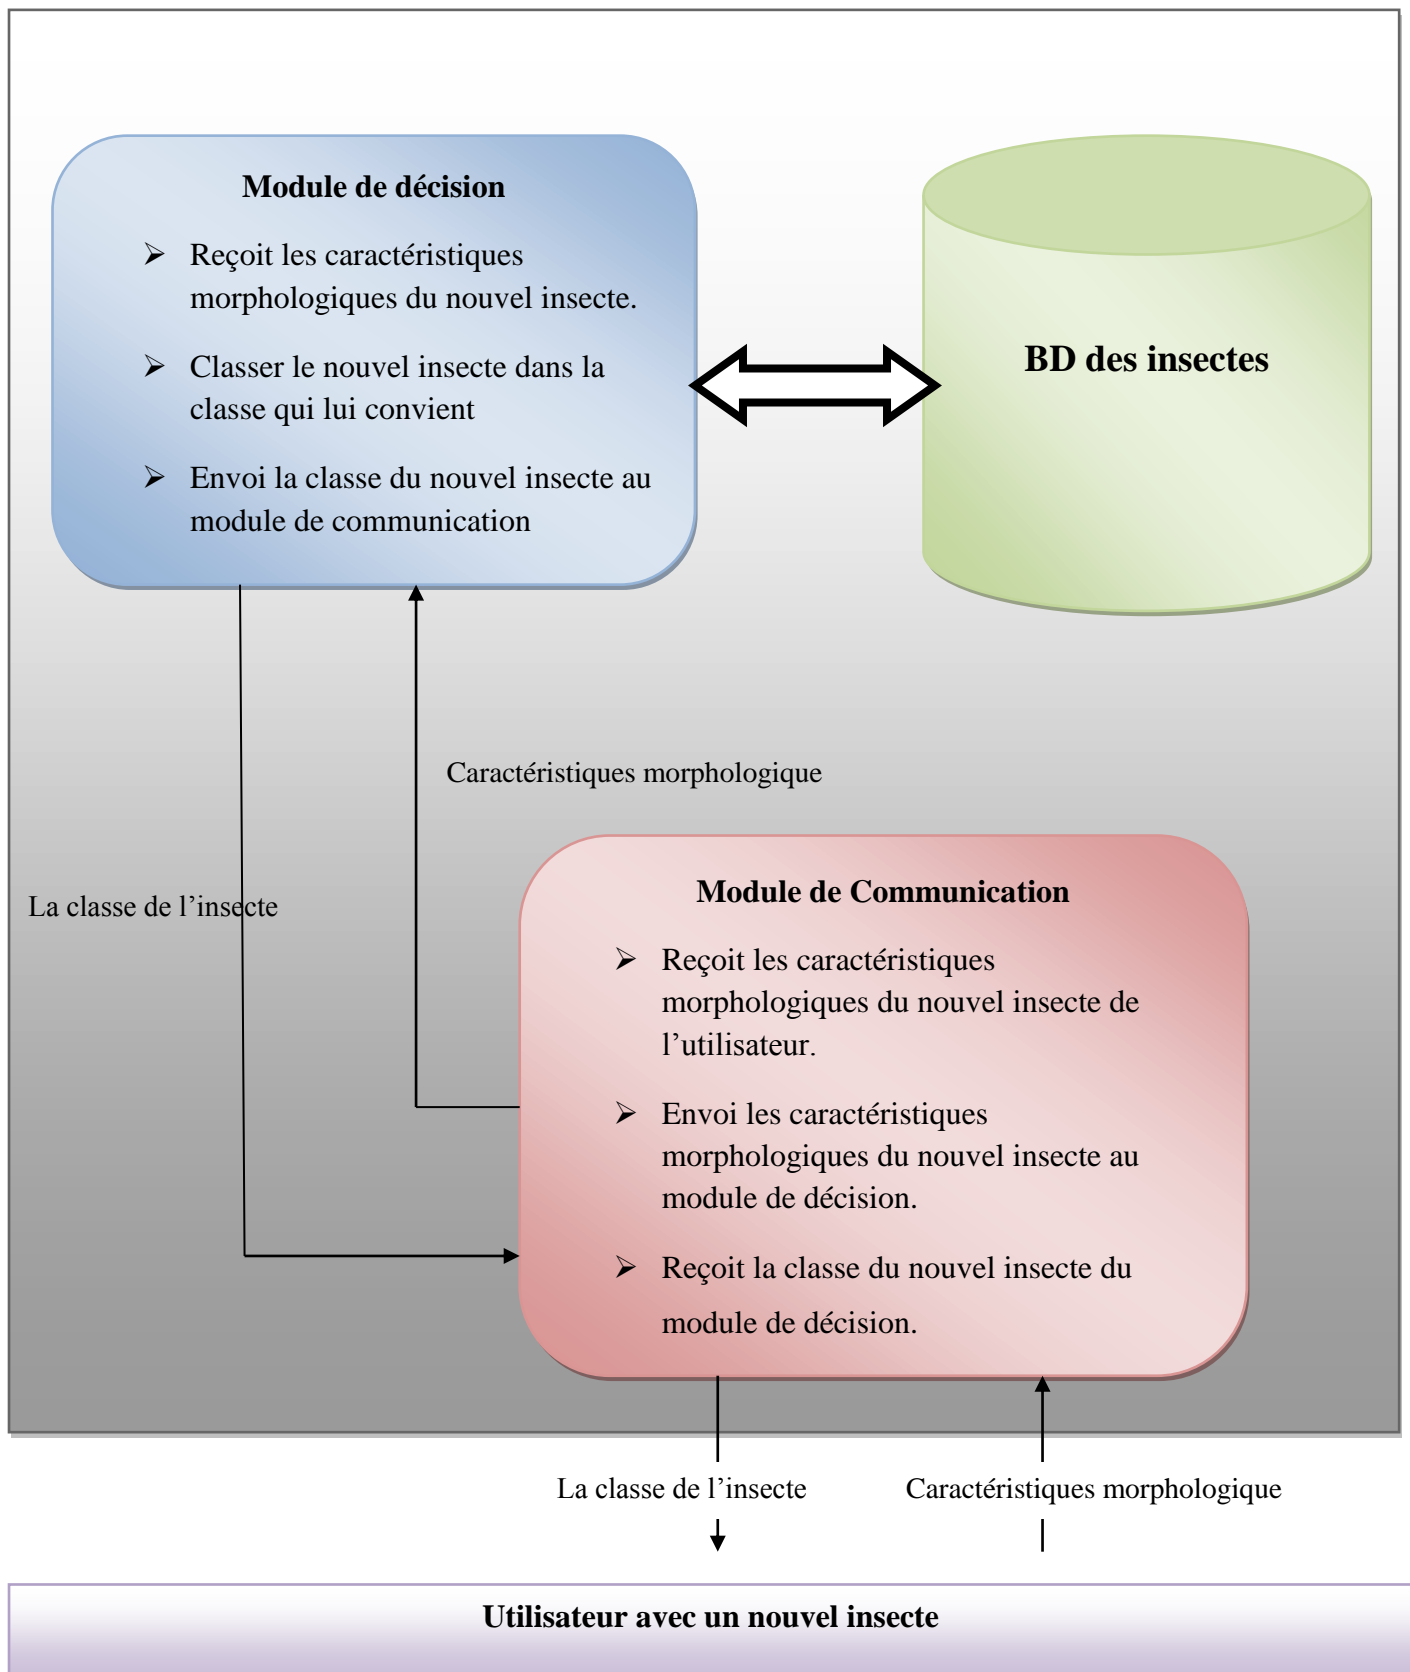 Module de décision
➢ Reçoit les caractéristiques
morphologiques du nouvel insecte.
➢ Classer le nouvel insecte dans la
classe qui lui convient
➢ Envoi la classe du nouvel insecte au
module de communication
BD des insectes
Caractéristiques morphologique
La classe de l’insecte
Module de Communication
➢ Reçoit les caractéristiques
morphologiques du nouvel insecte de
l’utilisateur.
➢ Envoi les caractéristiques
morphologiques du nouvel insecte au
module de décision.
➢ Reçoit la classe du nouvel insecte du
module de décision.
La classe de l’insecte
Caractéristiques morphologique
Utilisateur avec un nouvel insecte